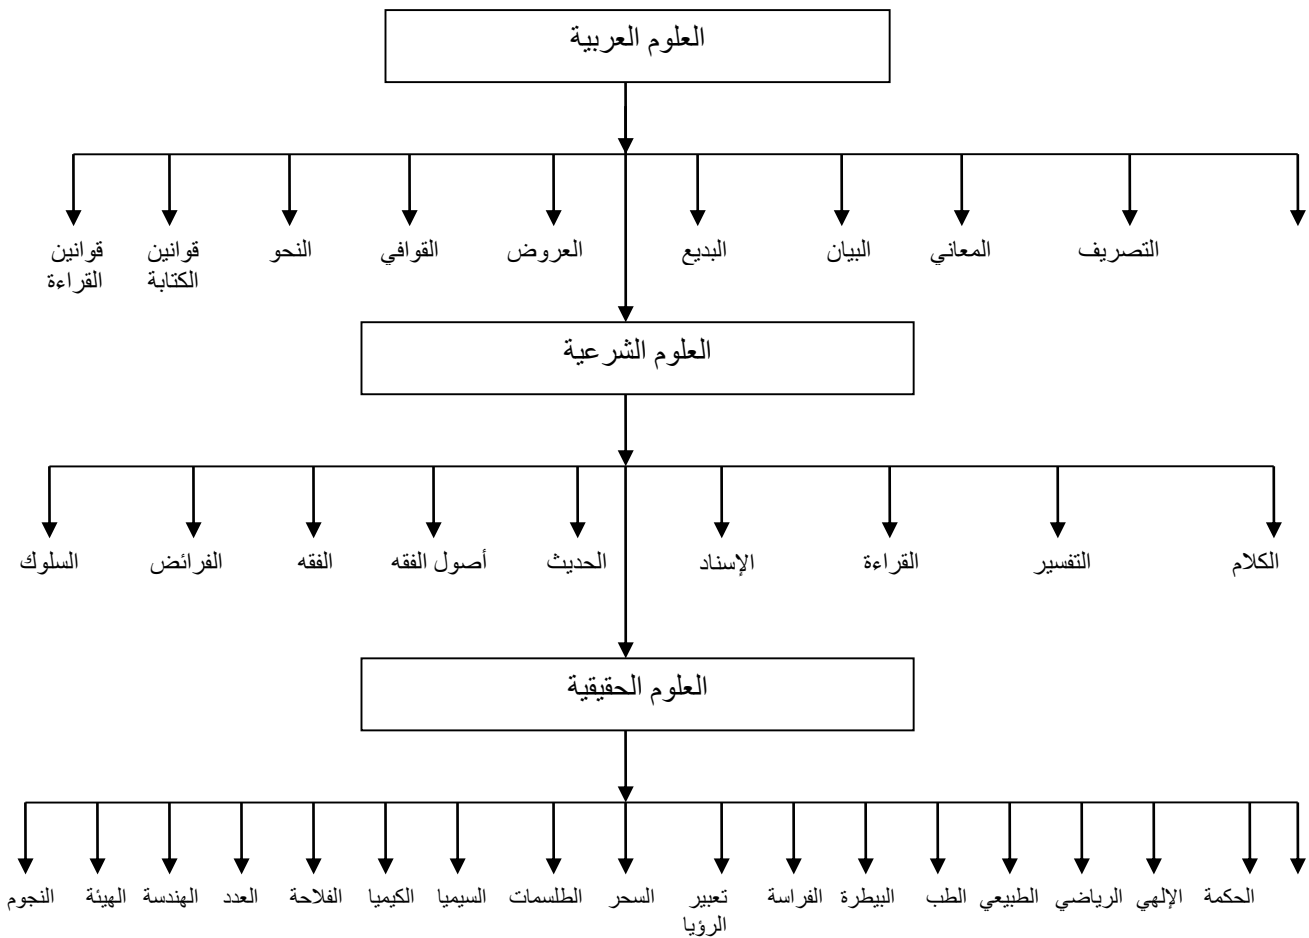 العلوم العربية
التصريف
المعاني
البيان
البديع
العروض
القوافي
النحو
قوانين
الكتابة
قوانين
القراءة
العلوم الشرعية
الكلام
التفسير
القراءة
الإسناد
الحديث
أصول الفقه
الفقه
الفرائض
السلوك
العلوم الحقيقية
الحكمة
الإلهي
الرياضي
الطبيعي
الطب
البيطرة
الفراسة
تعبير
الرؤيا
السحر
الطلسمات
السيميا
الكيميا
الفلاحة
العدد
الهندسة
الهيئة
النجوم